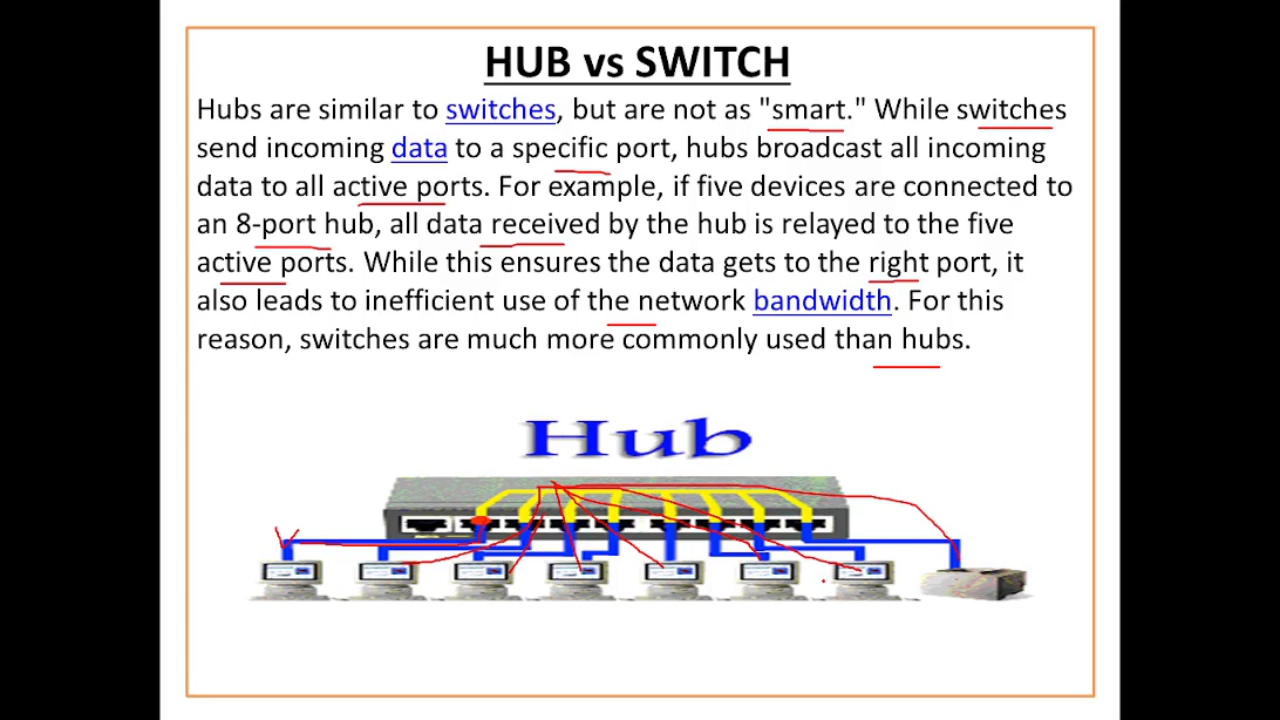 HUB vs SWITCH
Hubs are similar to switches, but are not as "smart." While switches
send incoming data to a specific port, hubs broadcast all incoming
data to all active ports. For example, if five devices are connected to
an 8-port hub, all data received by the hub is relayed to the five
active ports. While this ensures the data gets to the right port, it
also leads to inefficient use of the network bandwidth. For this
reason, switches are much more commonly used than hubs.
Hub